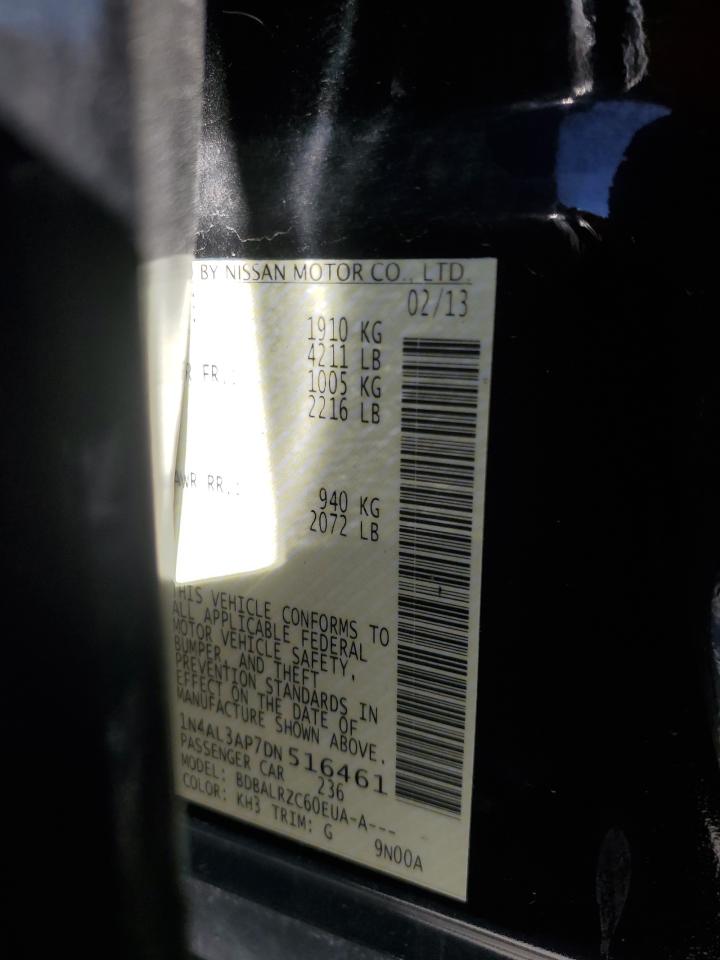 BY NISSAN MOTOR CO., LTD.
02/13
1910 KG
4211 LB
FR.: 1005 KG
2216 LB
RR.: 940 KG
2072 LB
THIS VEHICLE CONFORMS TO
ALL APPLICABLE FEDERAL
MOTOR VEHICLE SAFETY,
BUMPER, AND THEFT
PREVENTION STANDARDS IN
EFFECT ON THE DATE OF
MANUFACTURE SHOWN ABOVE.
1N4AL3AP7DN516461
PASSENGER CAR 236
MODEL: BDBALRZC60EUA-A---
COLOR: KH3 TRIM: G 9N00A